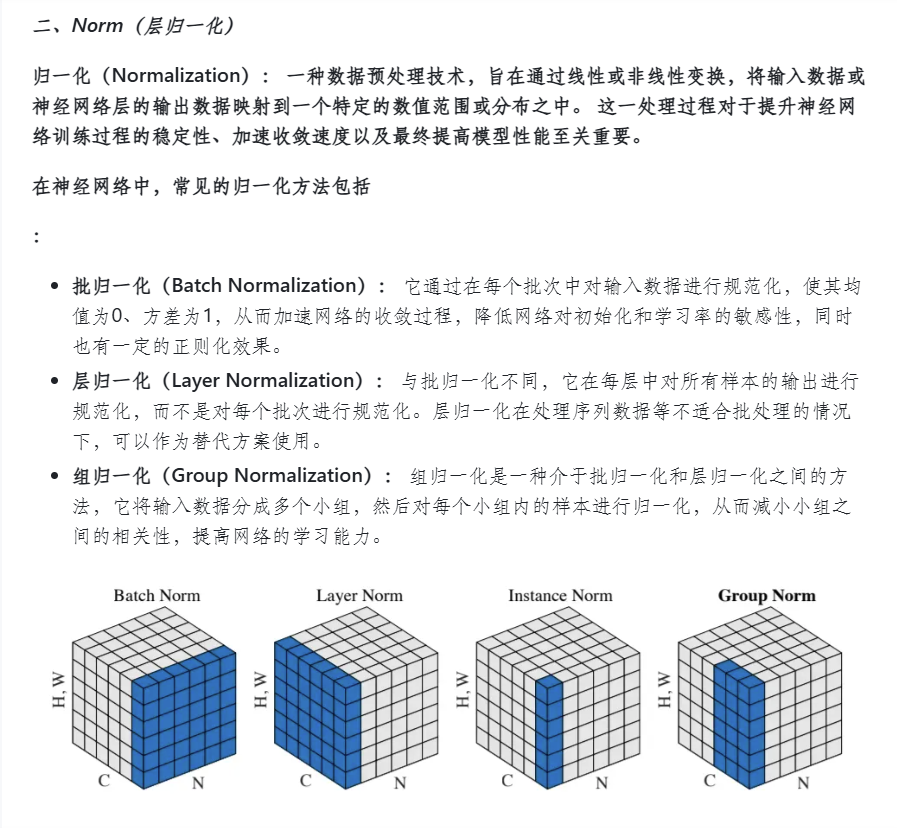 二、Norm（层归一化）
归一化（Normalization）： 一种数据预处理技术，旨在通过线性或非线性变换，将输入数据或
神经网络层的输出数据映射到一个特定的数值范围或分布之中。 这一处理过程对于提升神经网
络训练过程的稳定性、加速收敛速度以及最终提高模型性能至关重要。
在神经网络中，常见的归一化方法包括
：
• 批归一化（Batch Normalization）： 它通过在每个批次中对输入数据进行规范化，使其均
值为0、方差为1，从而加速网络的收敛过程，降低网络对初始化和学习率的敏感性，同时
也有一定的正则化效果。
• 层归一化（Layer Normalization）： 与批归一化不同，它在每层中对所有样本的输出进行
规范化，而不是对每个批次进行规范化。层归一化在处理序列数据等不适合批处理的情况
下，可以作为替代方案使用。
• 组归一化（Group Normalization）： 组归一化是一种介于批归一化和层归一化之间的方
法，它将输入数据分成多个小组，然后对每个小组内的样本进行归一化，从而减小小组之
间的相关性，提高网络的学习能力。
Batch Norm
H, W
C
N
Layer Norm
H, W
C
N
Instance Norm
H, W
C
N
Group Norm
H, W
C
N